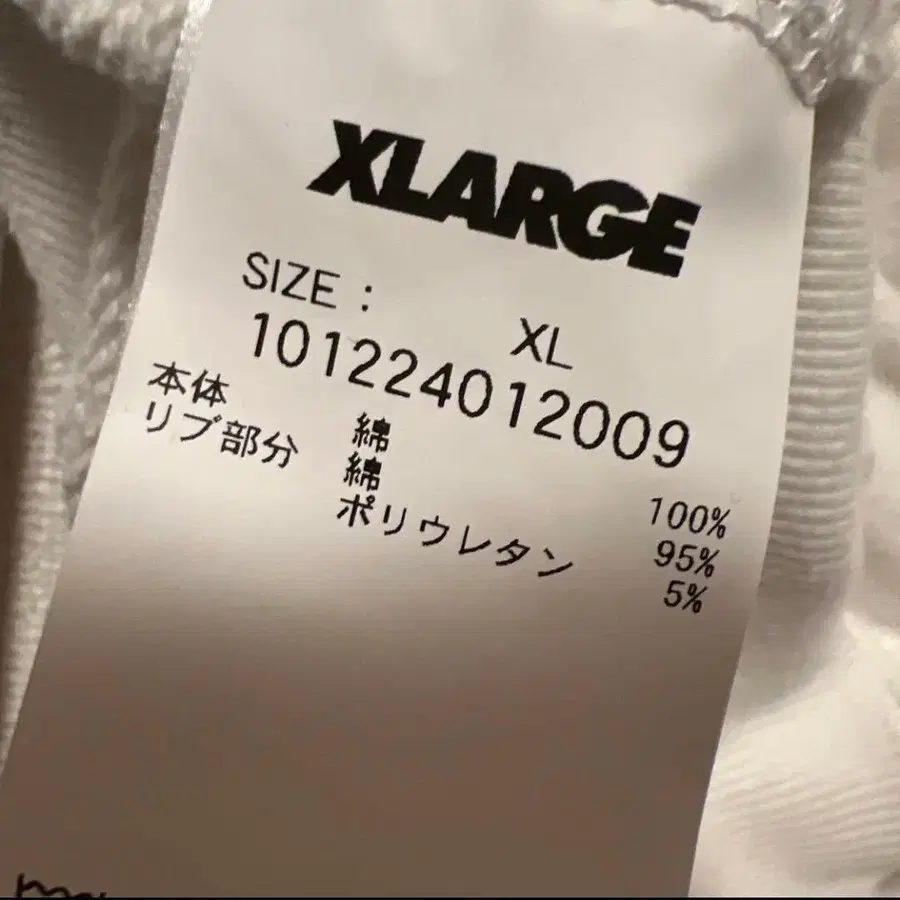 XLARGE
SIZE : XL
101224012009
本体 綿 100%
リブ部分 綿 95%
ポリウレタン 5%